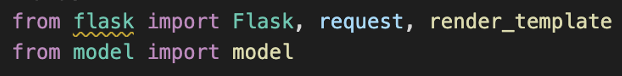 from flask import Flask, request, render_template
from model import model